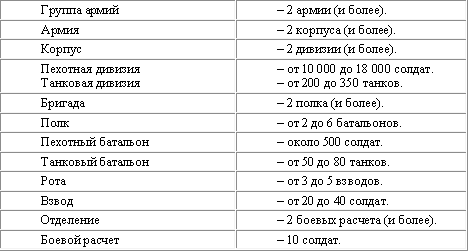 Группа армий – 2 армии (и более).
Армия – 2 корпуса (и более).
Корпус – 2 дивизии (и более).
Пехотная дивизия – от 10 000 до 18 000 солдат.
Танковая дивизия – от 200 до 350 танков.
Бригада – 2 полка (и более).
Полк – от 2 до 6 батальонов.
Пехотный батальон – около 500 солдат.
Танковый батальон – от 50 до 80 танков.
Рота – от 3 до 5 взводов.
Взвод – от 20 до 40 солдат.
Отделение – 2 боевых расчета (и более).
Боевой расчет – 10 солдат.